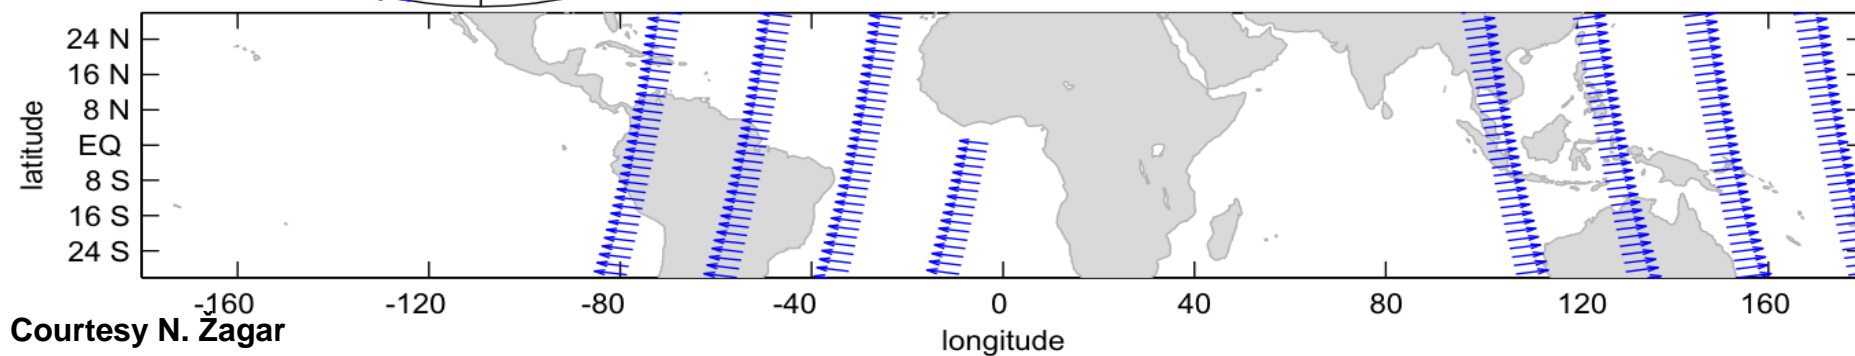 24 N
16 N
8 N
EQ
8 S
16 S
24 S
latitude
-160 -120 -80 -40 0 40 80 120 160
longitude
Courtesy N. Žagar